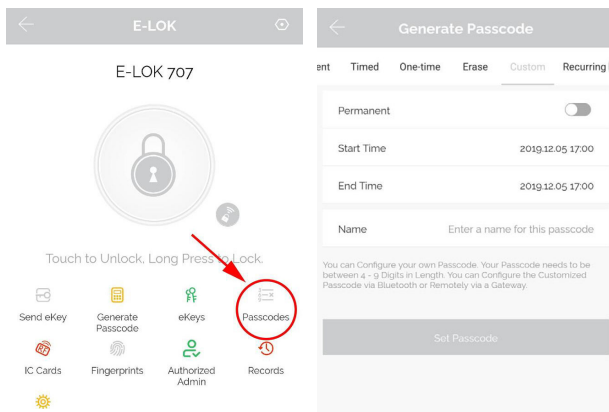 E-LOK
E-LOK 707
Touch to Unlock, Long Press to Lock.
Send eKey
Generate
Passcode
eKeys
Passcodes
IC Cards
Fingerprints
Authorized
Admin
Records
Generate Passcode
ent Timed One-time Erase Custom Recurring
Permanent
Start Time 2019.12.05 17:00
End Time 2019.12.05 17:00
Name Enter a name for this passcode
You can Configure your own Passcode. Your Passcode needs to be
between 4 - 9 Digits in Length. You can Configure the Customized
Passcode via Bluetooth or Remotely via a Gateway.
Set Passcode